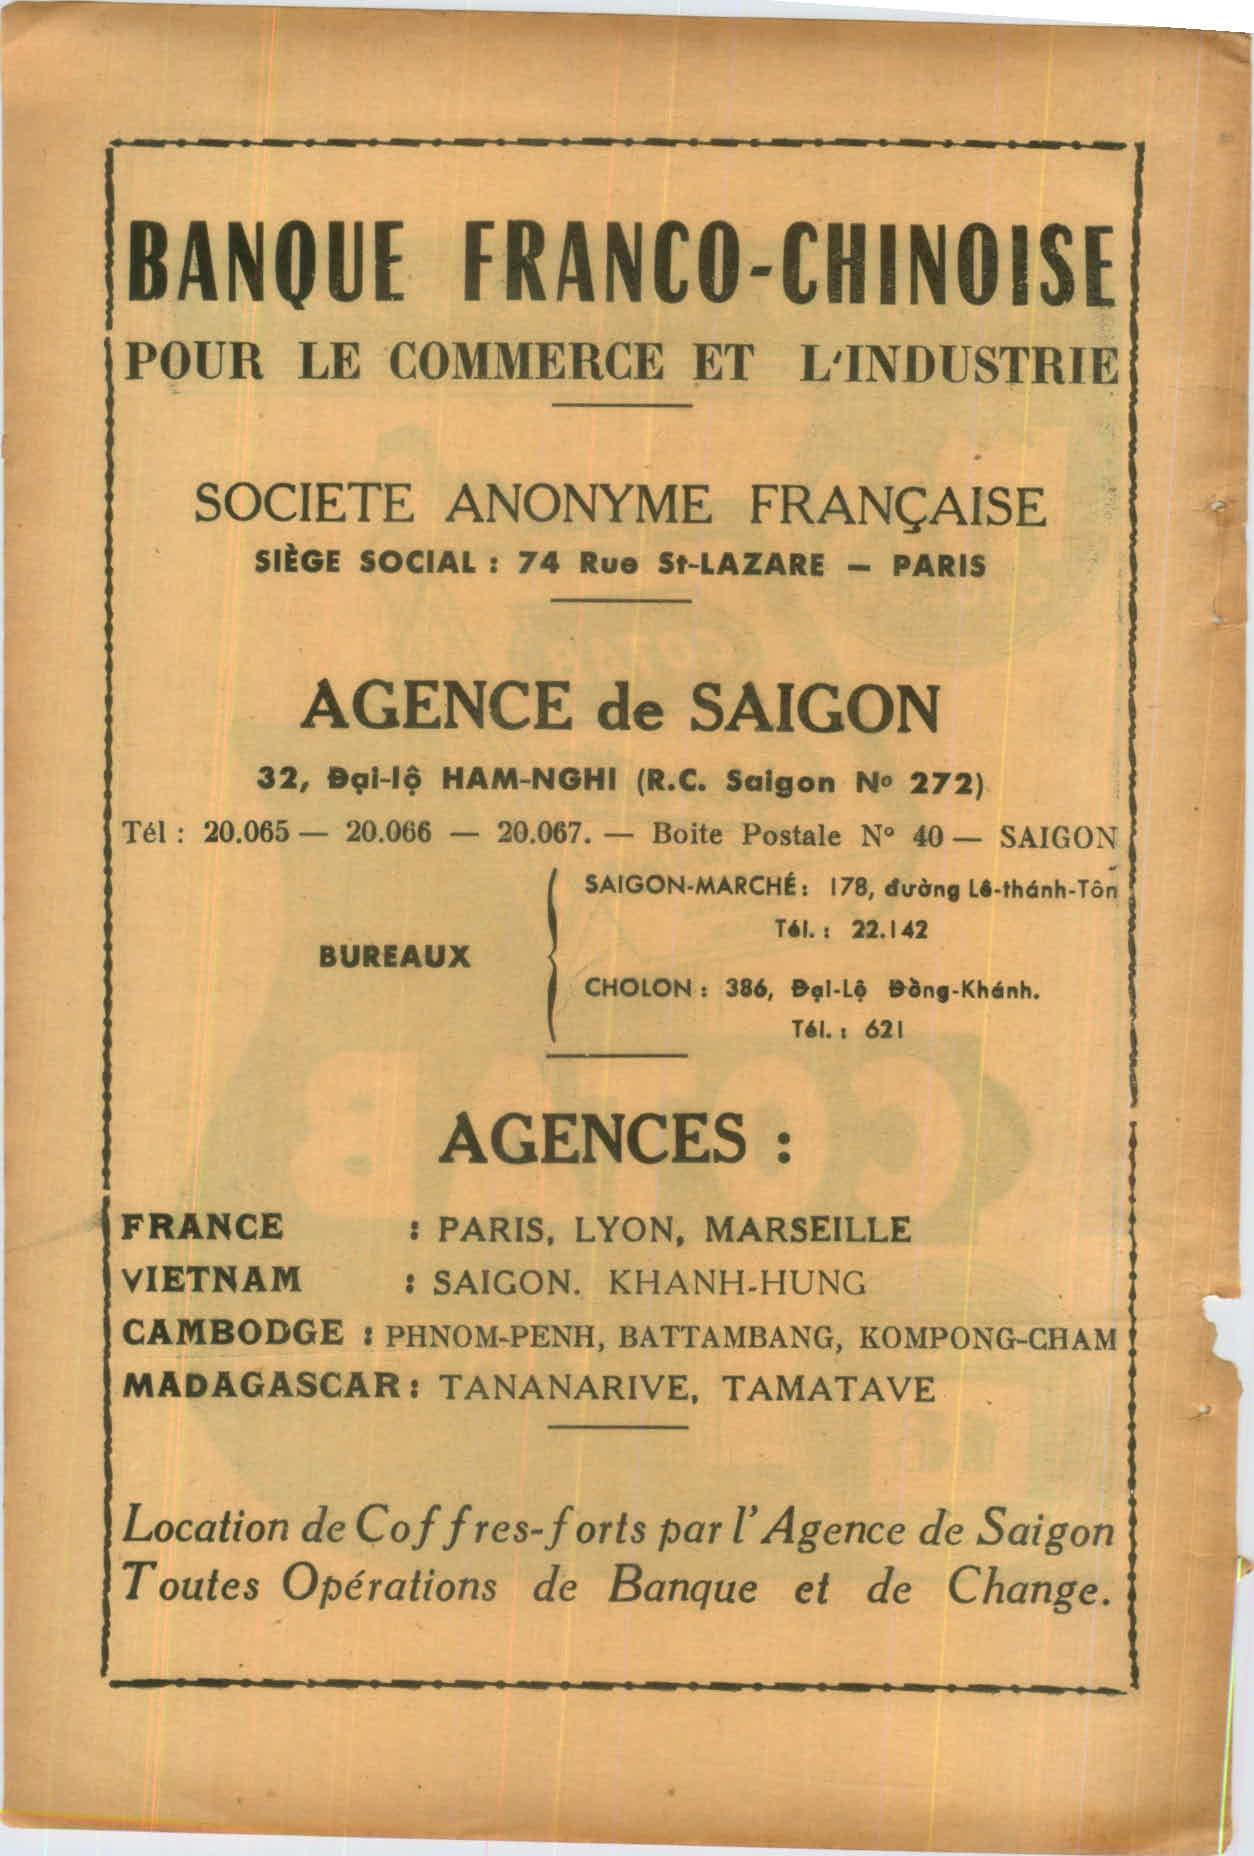 BANQUE FRANCO-CHINOISE
POUR LE COMMERCE ET L'INDUSTRIE
SOCIETE ANONYME FRANÇAISE
SIÈGE SOCIAL : 74 Rue St-LAZARE — PARIS
AGENCE de SAIGON
32, Đại-lộ HAM-NGHI (R.C. Saigon Nº 272)
Tél : 20.065 — 20.066 — 20.067. — Boite Postale Nº 40 — SAIGON
SAIGON-MARCHÉ : 178, đường Lê-thánh-Tôn
Tél. : 22.142
BUREAUX
CHOLON : 386, Đại-Lộ Đồng-Khánh.
Tél. : 621
AGENCES :
FRANCE : PARIS, LYON, MARSEILLE
VIETNAM : SAIGON. KHANH-HUNG
CAMBODGE : PHNOM-PENH, BATTAMBANG, KOMPONG-CHAM
MADAGASCAR : TANANARIVE, TAMATAVE
Location de Coffres-forts par l'Agence de Saigon
Toutes Opérations de Banque et de Change.